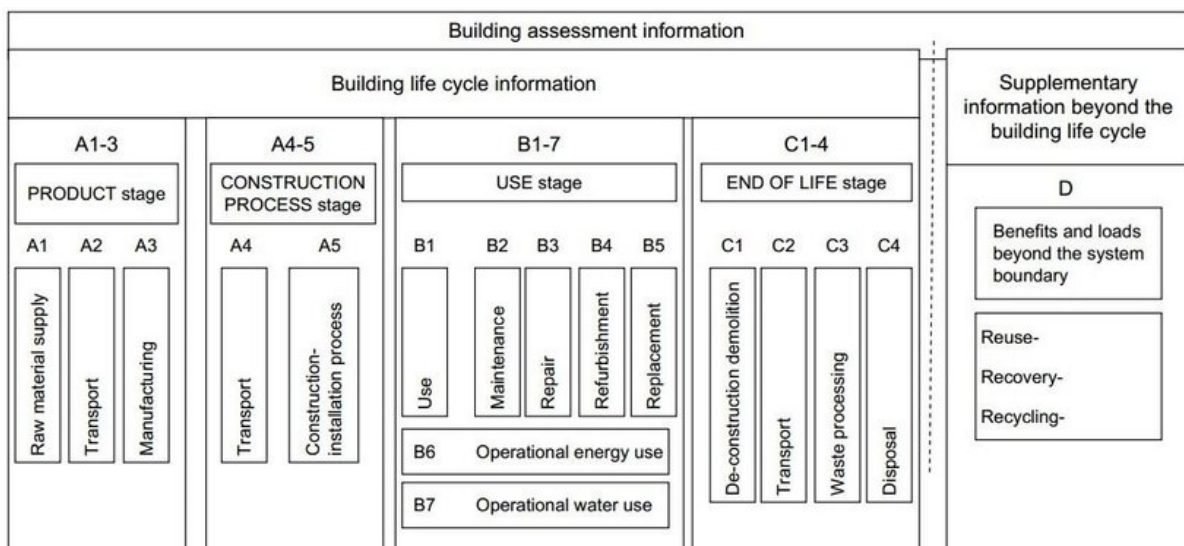 Building assessment information
Building life cycle information
Supplementary
information beyond the
building life cycle
A1-3
PRODUCT stage
A1 A2 A3
Raw material supply
Transport
Manufacturing
A4-5
CONSTRUCTION
PROCESS stage
A4 A5
Transport
Construction-
installation process
B1-7
USE stage
B1 B2 B3 B4 B5
Use
Maintenance
Repair
Refurbishment
Replacement
B6 Operational energy use
B7 Operational water use
C1-4
END OF LIFE stage
C1 C2 C3 C4
De-construction demolition
Transport
Waste processing
Disposal
D
Benefits and loads
beyond the system
boundary
Reuse-
Recovery-
Recycling-